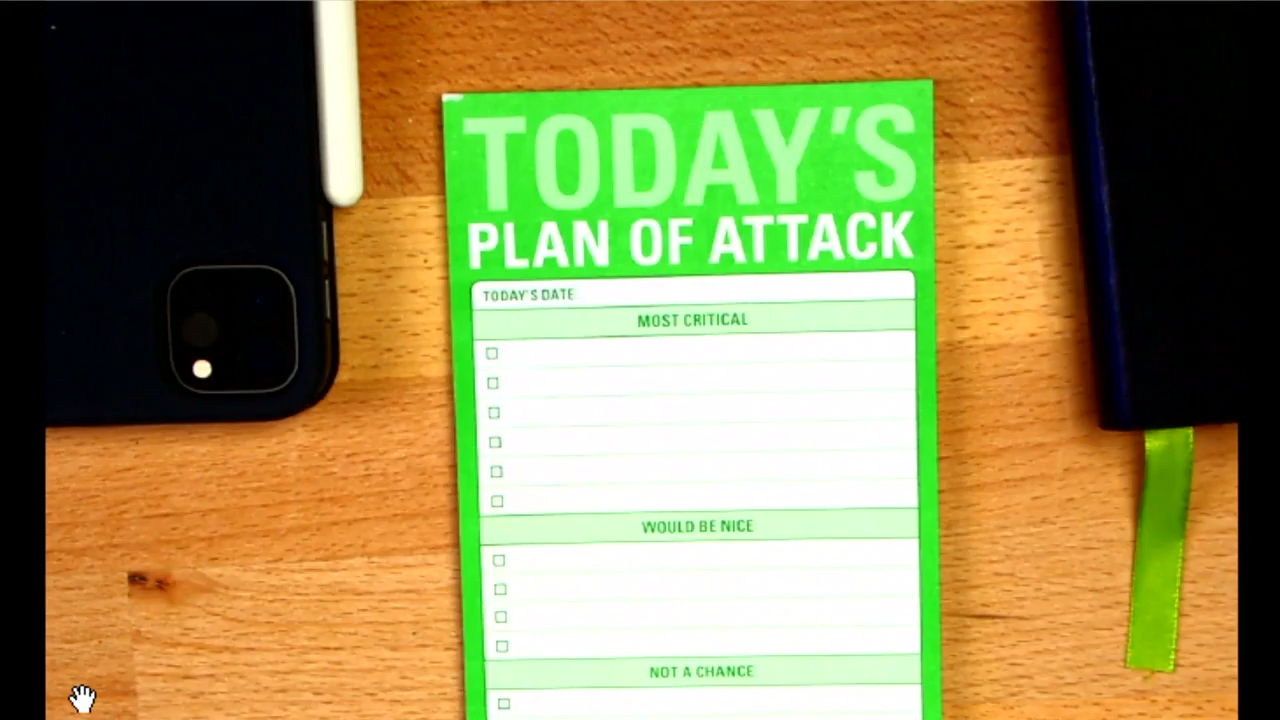 TODAY'S
PLAN OF ATTACK
TODAY'S DATE
MOST CRITICAL
WOULD BE NICE
NOT A CHANCE